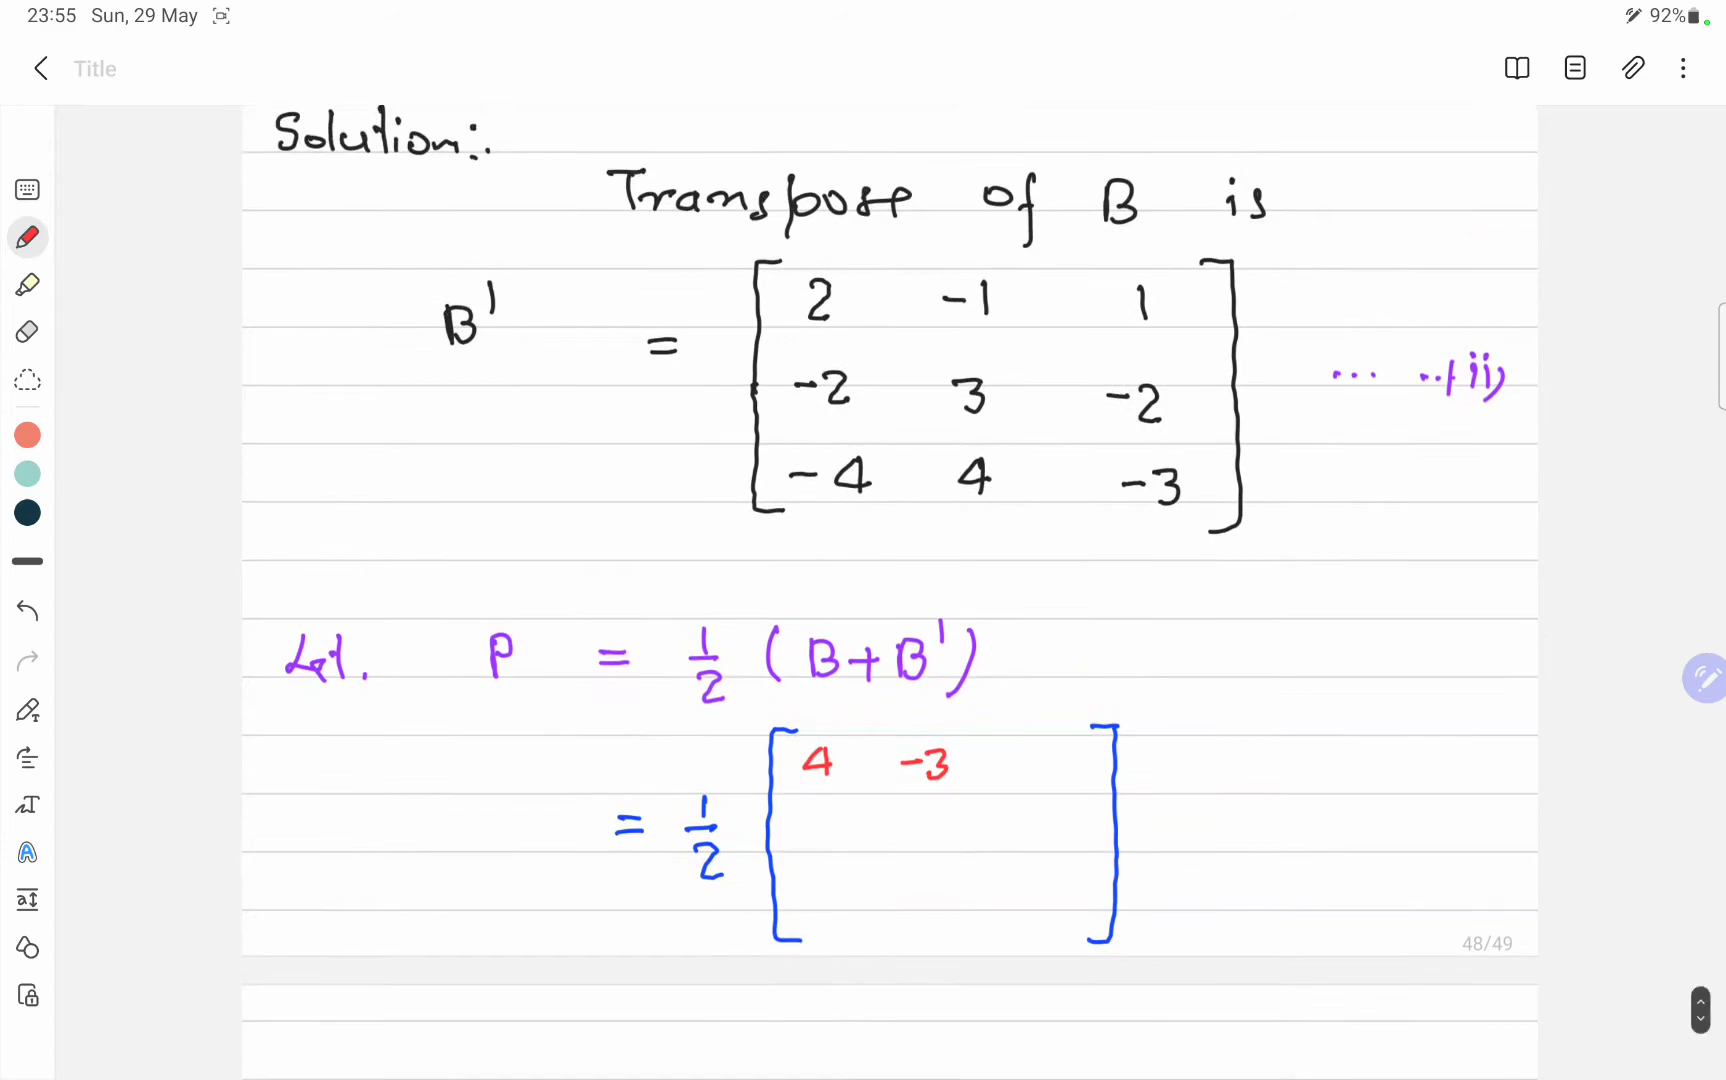 23:55 Sun, 29 May 92%
Title
Solution:.
Transpose of B is
B' = [ 2 -1 1
-2 3 -2
-4 4 -3 ] ... ..(ii)
Let. P = 1/2 (B+B')
= 1/2 [ 4 -3 ]
48/49